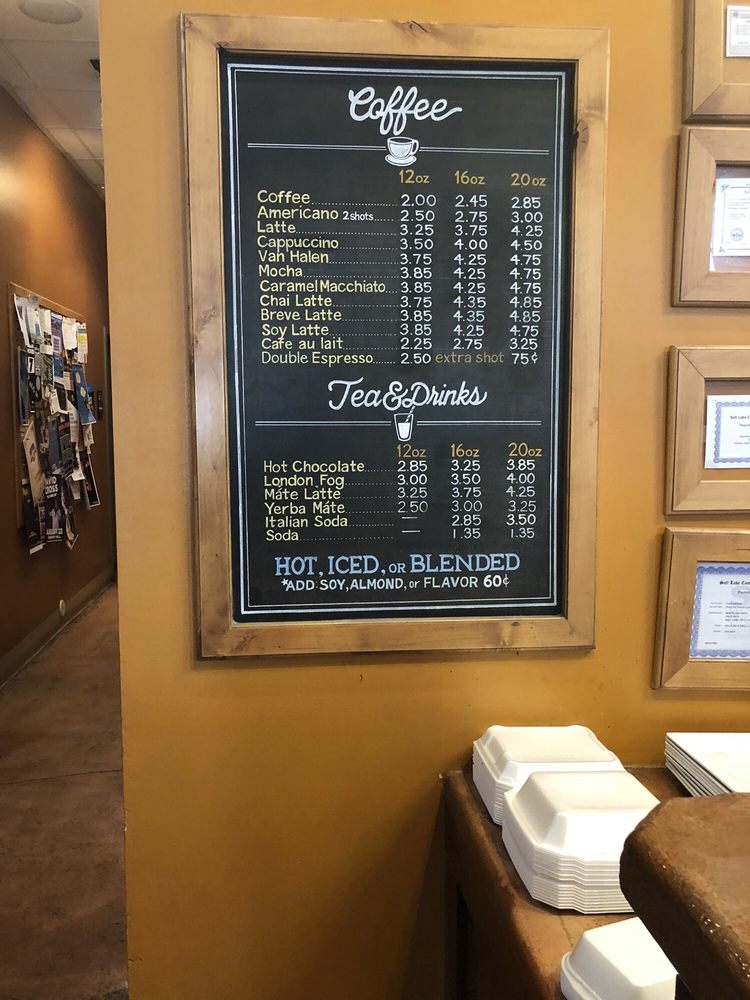 Coffee
12oz 16oz 20oz
Coffee 2.00 2.45 2.85
Americano 2 shots 2.50 2.75 3.00
Latte 3.25 3.75 4.25
Cappuccino 3.50 4.00 4.50
Van Halen 3.75 4.25 4.75
Mocha 3.85 4.25 4.75
Caramel Macchiato 3.85 4.25 4.75
Chai Latte 3.75 4.35 4.85
Breve Latte 3.85 4.35 4.85
Soy Latte 3.85 4.25 4.75
Cafe au lait 2.25 2.75 3.25
Double Espresso 2.50 extra shot 75¢
Tea & Drinks
12oz 16oz 20oz
Hot Chocolate 2.85 3.25 3.85
London Fog 3.00 3.50 4.00
Máte Latte 3.25 3.75 4.25
Yerba Máte 2.50 3.00 3.25
Italian Soda — 2.85 3.50
Soda — 1.35 1.35
HOT, ICED, OR BLENDED
*ADD SOY, ALMOND, or FLAVOR 60¢
Salt Lake
Salt Lake